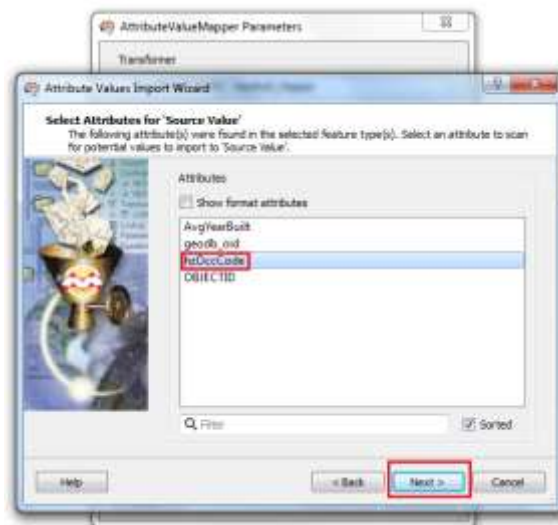 AttributeValueMapper Parameters
Transformer
Attribute Values Import Wizard
Select Attributes for 'Source Value'
The following attribute(s) were found in the selected feature type(s). Select an attribute to scan
for potential values to import to 'Source Value'.
Attributes
Show format attributes
AvgYearBuilt
geodb_oid
hzOccCode
OBJECTID
Filter
Sorted
Help
< Back
Next >
Cancel